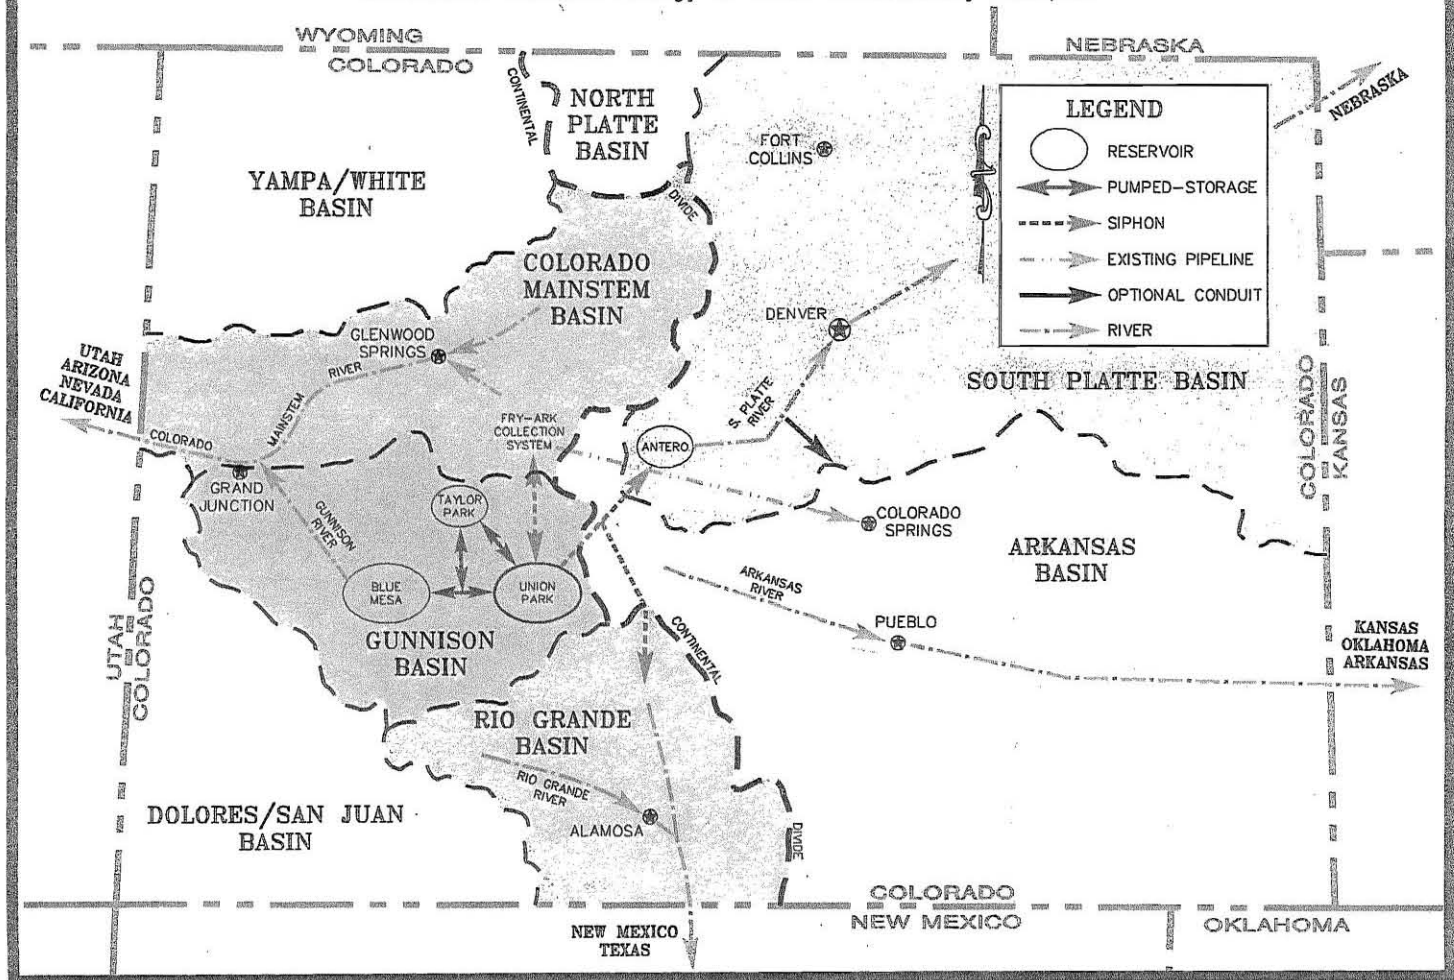 WYOMING
COLORADO
NEBRASKA
NEBRASKA
CONTINENTAL
NORTH
PLATTE
BASIN
DIVIDE
FORT
COLLINS
LEGEND
RESERVOIR
PUMPED-STORAGE
SIPHON
EXISTING PIPELINE
OPTIONAL CONDUIT
RIVER
YAMPA/WHITE
BASIN
COLORADO
MAINSTEM
BASIN
GLENWOOD
SPRINGS
RIVER
MAINSTEM
COLORADO
UTAH
ARIZONA
NEVADA
CALIFORNIA
DENVER
S. PLATTE
RIVER
SOUTH PLATTE BASIN
COLORADO
KANSAS
FRY-ARK
COLLECTION
SYSTEM
ANTERO
GRAND
JUNCTION
GUNNISON
RIVER
TAYLOR
PARK
COLORADO
SPRINGS
ARKANSAS
BASIN
BLUE
MESA
UNION
PARK
ARKANSAS
RIVER
GUNNISON
BASIN
PUEBLO
KANSAS
OKLAHOMA
ARKANSAS
UTAH
COLORADO
CONTINENTAL
RIO GRANDE
BASIN
RIO GRANDE
RIVER
ALAMOSA
DIVIDE
DOLORES/SAN JUAN
BASIN
COLORADO
NEW MEXICO
OKLAHOMA
NEW MEXICO
TEXAS